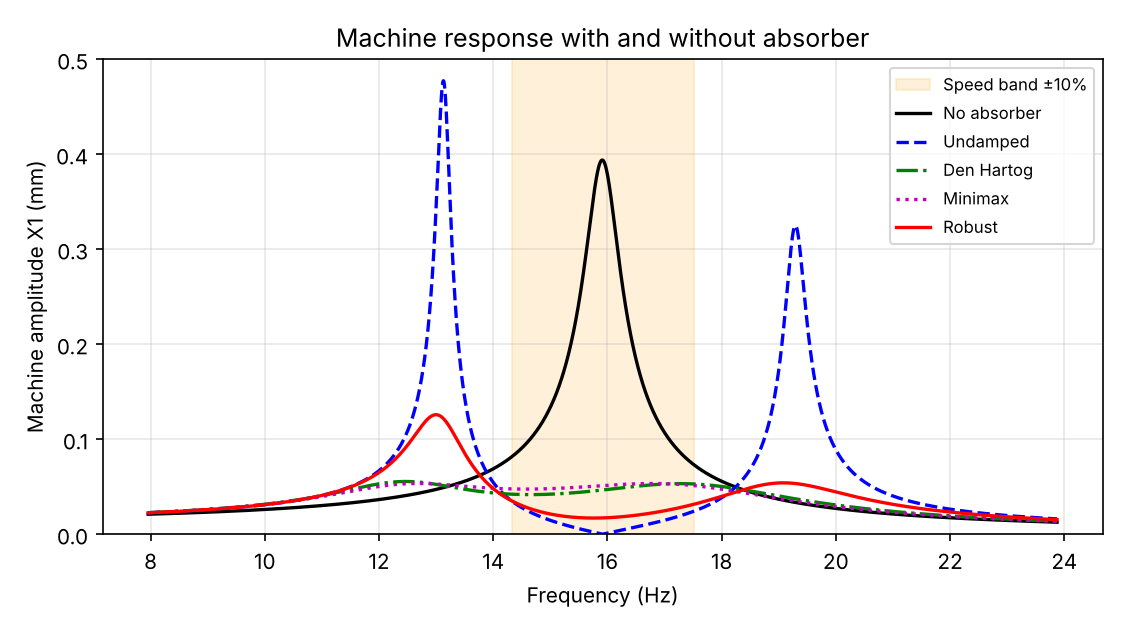 Machine response with and without absorber
Machine amplitude X1 (mm)
0.5
0.4
0.3
0.2
0.1
0.0
8 10 12 14 16 18 20 22 24
Frequency (Hz)
Speed band ±10%
No absorber
Undamped
Den Hartog
Minimax
Robust